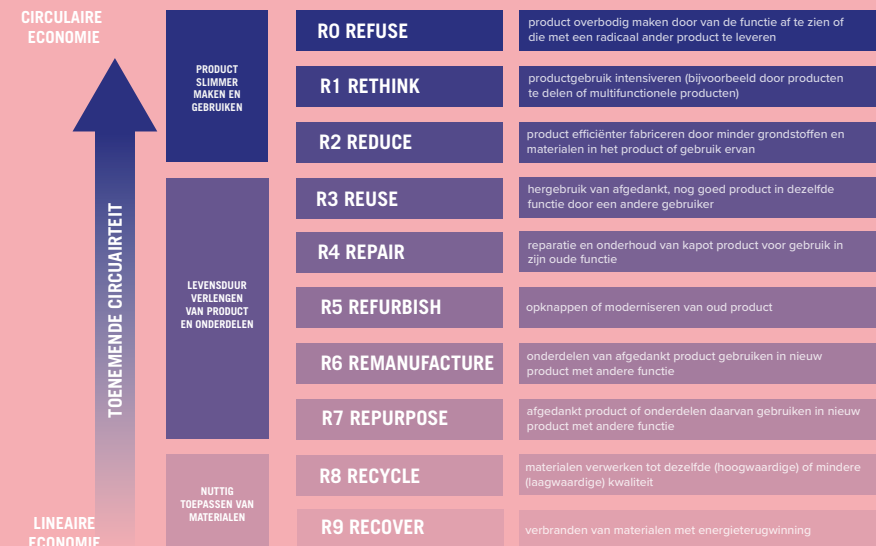 CIRCULAIRE
ECONOMIE
TOENEMENDE CIRCUAIRTEIT
LINEAIRE
ECONOMIE
PRODUCT
SLIMMER
MAKEN EN
GEBRUIKEN
R0 REFUSE
product overbodig maken door van de functie af te zien of
die met een radicaal ander product te leveren
R1 RETHINK
productgebruik intensiveren (bijvoorbeeld door producten
te delen of multifunctionele producten)
R2 REDUCE
product efficiënter fabriceren door minder grondstoffen en
materialen in het product of gebruik ervan
LEVENSDUUR
VERLENGEN
VAN PRODUCT
EN ONDERDELEN
R3 REUSE
hergebruik van afgedankt, nog goed product in dezelfde
functie door een andere gebruiker
R4 REPAIR
reparatie en onderhoud van kapot product voor gebruik in
zijn oude functie
R5 REFURBISH
opknappen of moderniseren van oud product
R6 REMANUFACTURE
onderdelen van afgedankt product gebruiken in nieuw
product met andere functie
R7 REPURPOSE
afgedankt product of onderdelen daarvan gebruiken in nieuw
product met andere functie
NUTTIG
TOEPASSEN VAN
MATERIALEN
R8 RECYCLE
materialen verwerken tot dezelfde (hoogwaardige) of mindere
(laagwaardige) kwaliteit
R9 RECOVER
verbranden van materialen met energieterugwinning